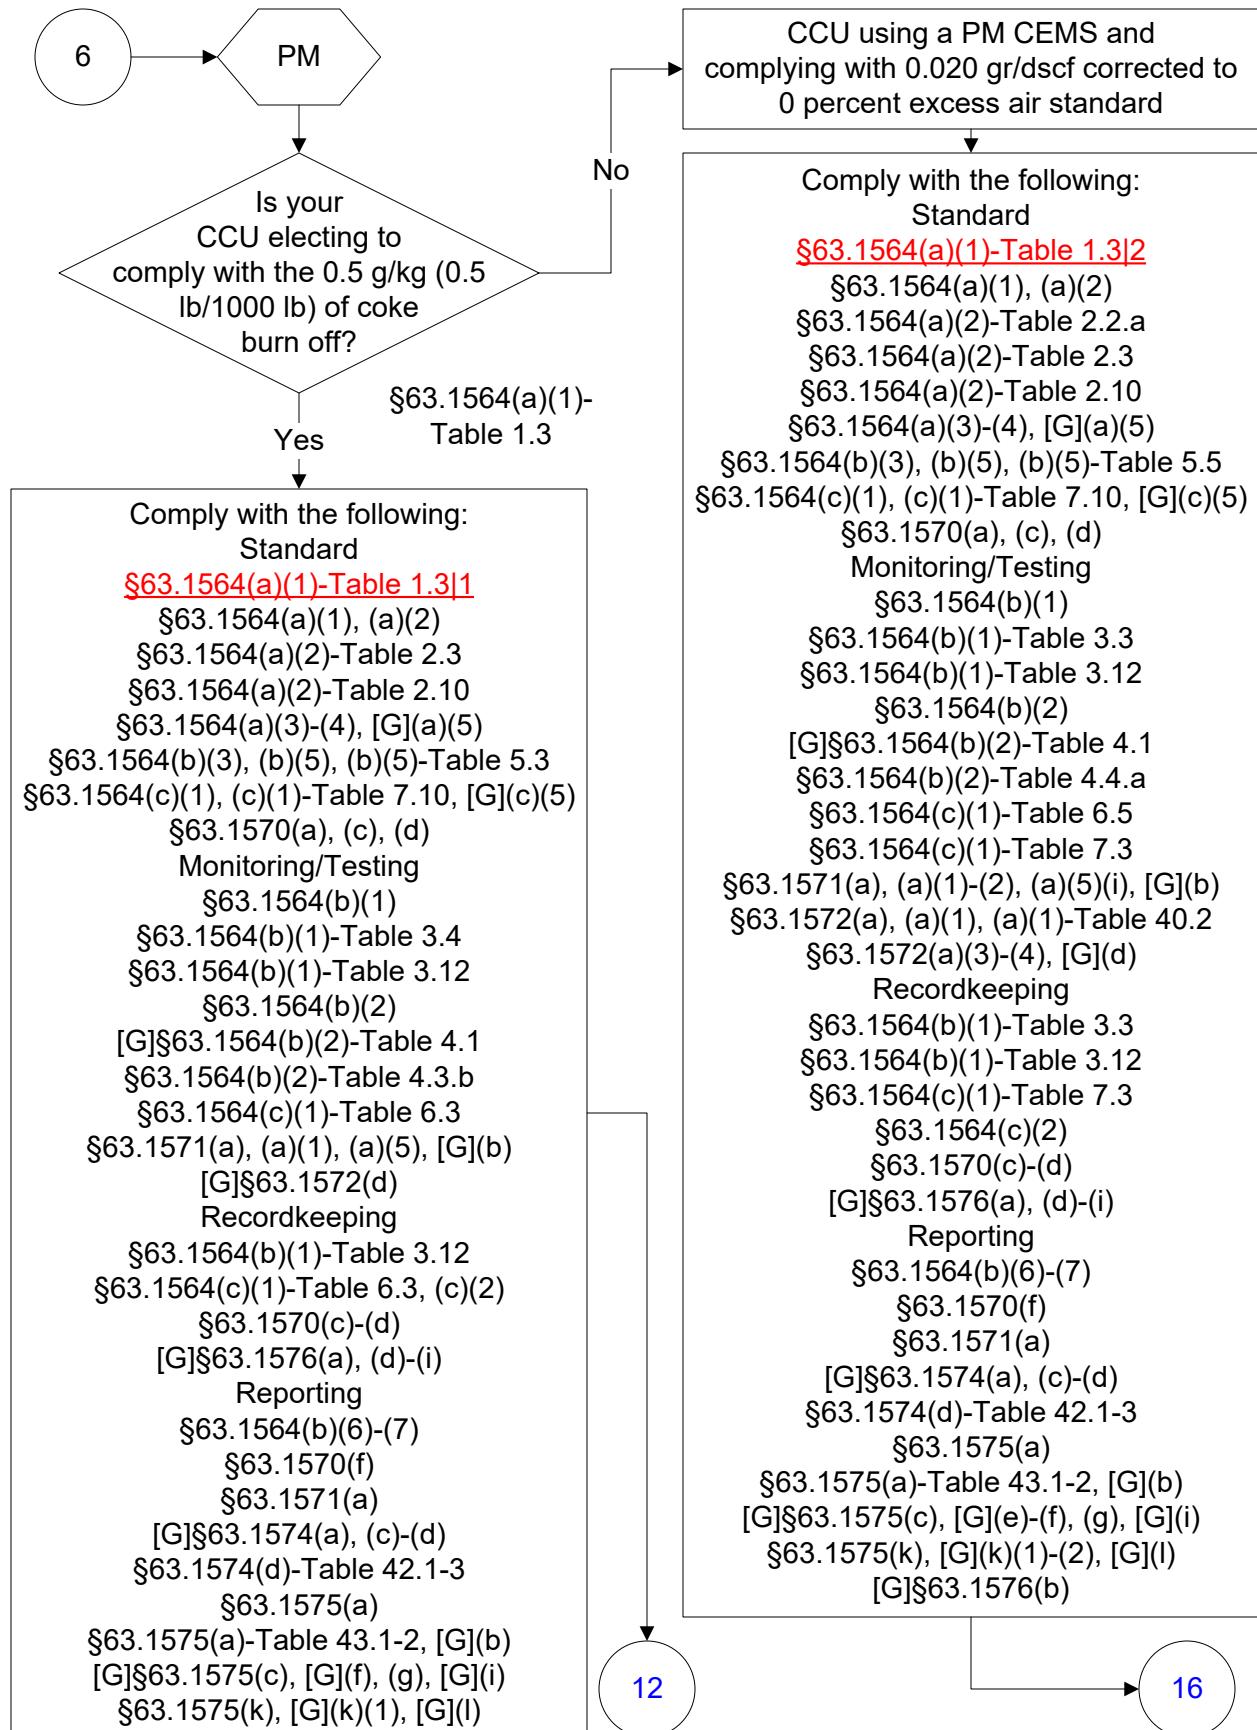 6
PM
Is your
CCU electing to
comply with the 0.5 g/kg (0.5
lb/1000 lb) of coke
burn off?
§63.1564(a)(1)-
Table 1.3
Yes
No
Comply with the following:
Standard
§63.1564(a)(1)-Table 1.3|1
§63.1564(a)(1), (a)(2)
§63.1564(a)(2)-Table 2.3
§63.1564(a)(2)-Table 2.10
§63.1564(a)(3)-(4), [G](a)(5)
§63.1564(b)(3), (b)(5), (b)(5)-Table 5.3
§63.1564(c)(1), (c)(1)-Table 7.10, [G](c)(5)
§63.1570(a), (c), (d)
Monitoring/Testing
§63.1564(b)(1)
§63.1564(b)(1)-Table 3.4
§63.1564(b)(1)-Table 3.12
§63.1564(b)(2)
[G]§63.1564(b)(2)-Table 4.1
§63.1564(b)(2)-Table 4.3.b
§63.1564(c)(1)-Table 6.3
§63.1571(a), (a)(1), (a)(5), [G](b)
[G]§63.1572(d)
Recordkeeping
§63.1564(b)(1)-Table 3.12
§63.1564(c)(1)-Table 6.3, (c)(2)
§63.1570(c)-(d)
[G]§63.1576(a), (d)-(i)
Reporting
§63.1564(b)(6)-(7)
§63.1570(f)
§63.1571(a)
[G]§63.1574(a), (c)-(d)
§63.1574(d)-Table 42.1-3
§63.1575(a)
§63.1575(a)-Table 43.1-2, [G](b)
[G]§63.1575(c), [G](f), (g), [G](i)
§63.1575(k), [G](k)(1), [G](l)
12
CCU using a PM CEMS and
complying with 0.020 gr/dscf corrected to
0 percent excess air standard
Comply with the following:
Standard
§63.1564(a)(1)-Table 1.3|2
§63.1564(a)(1), (a)(2)
§63.1564(a)(2)-Table 2.2.a
§63.1564(a)(2)-Table 2.3
§63.1564(a)(2)-Table 2.10
§63.1564(a)(3)-(4), [G](a)(5)
§63.1564(b)(3), (b)(5), (b)(5)-Table 5.5
§63.1564(c)(1), (c)(1)-Table 7.10, [G](c)(5)
§63.1570(a), (c), (d)
Monitoring/Testing
§63.1564(b)(1)
§63.1564(b)(1)-Table 3.3
§63.1564(b)(1)-Table 3.12
§63.1564(b)(2)
[G]§63.1564(b)(2)-Table 4.1
§63.1564(b)(2)-Table 4.4.a
§63.1564(c)(1)-Table 6.5
§63.1564(c)(1)-Table 7.3
§63.1571(a), (a)(1)-(2), (a)(5)(i), [G](b)
§63.1572(a), (a)(1), (a)(1)-Table 40.2
§63.1572(a)(3)-(4), [G](d)
Recordkeeping
§63.1564(b)(1)-Table 3.3
§63.1564(b)(1)-Table 3.12
§63.1564(c)(1)-Table 7.3
§63.1564(c)(2)
§63.1570(c)-(d)
[G]§63.1576(a), (d)-(i)
Reporting
§63.1564(b)(6)-(7)
§63.1570(f)
§63.1571(a)
[G]§63.1574(a), (c)-(d)
§63.1574(d)-Table 42.1-3
§63.1575(a)
§63.1575(a)-Table 43.1-2, [G](b)
[G]§63.1575(c), [G](e)-(f), (g), [G](i)
§63.1575(k), [G](k)(1)-(2), [G](l)
[G]§63.1576(b)
16